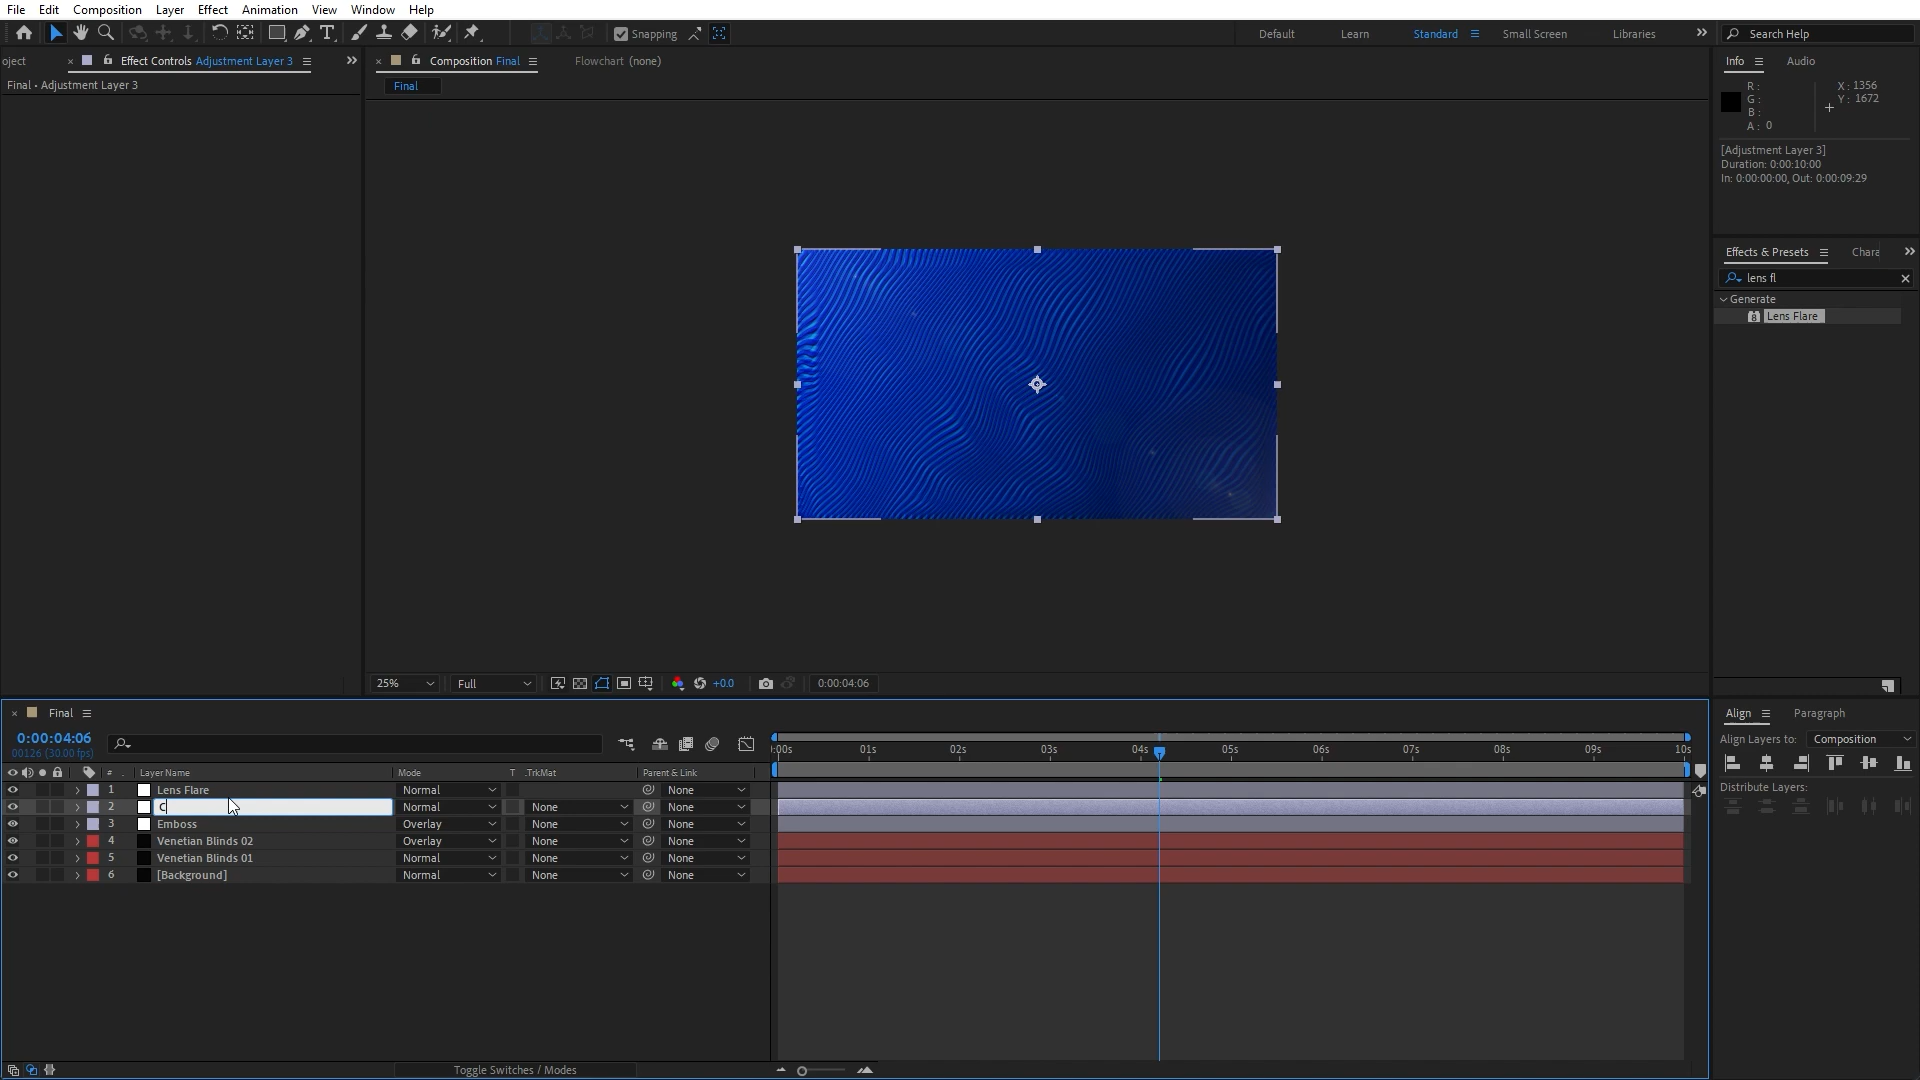 File Edit Composition Layer Effect Animation View Window Help
Snapping
Default Learn Standard Small Screen Libraries » Search Help
oject × Effect Controls Adjustment Layer 3 »
× Composition Final Flowchart (none)
Info Audio
Final • Adjustment Layer 3
Final
R :
G :
B :
A : 0
X : 1356
Y : 1672
[Adjustment Layer 3]
Duration: 0:00:10:00
In: 0:00:00:00, Out: 0:00:09:29
Effects & Presets Chara »
lens fl
Generate
Lens Flare
25% Full +0.0 0:00:04:06
× Final
Align Paragraph
0:00:04:06
00126 (30.00 fps)
):00s 01s 02s 03s 04s 05s 06s 07s 08s 09s 10s
Align Layers to: Composition
Distribute Layers:
# . Layer Name Mode T .TrkMat Parent & Link
1 Lens Flare Normal None
2 C Normal None None
3 Emboss Overlay None None
4 Venetian Blinds 02 Overlay None None
5 Venetian Blinds 01 Normal None None
6 [Background] Normal None None
Toggle Switches / Modes